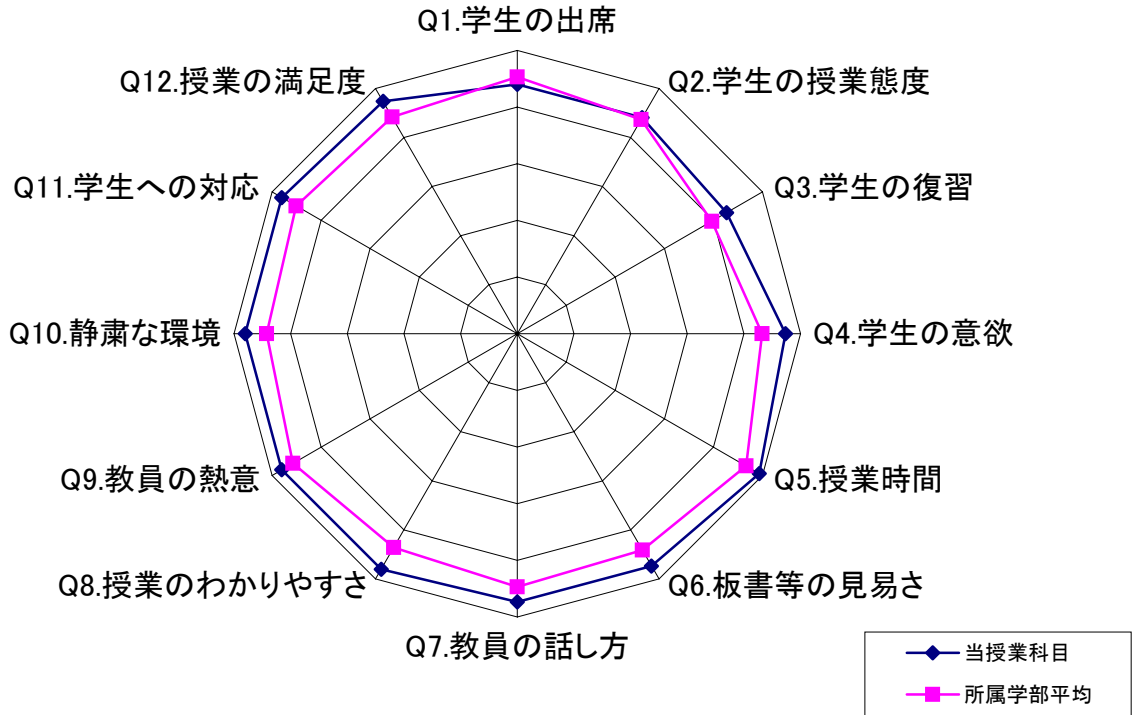 Q1.学生の出席
Q2.学生の授業態度
Q3.学生の復習
Q4.学生の意欲
Q5.授業時間
Q6.板書等の見易さ
Q7.教員の話し方
Q8.授業のわかりやすさ
Q9.教員の熱意
Q10.静粛な環境
Q11.学生への対応
Q12.授業の満足度
当授業科目
所属学部平均